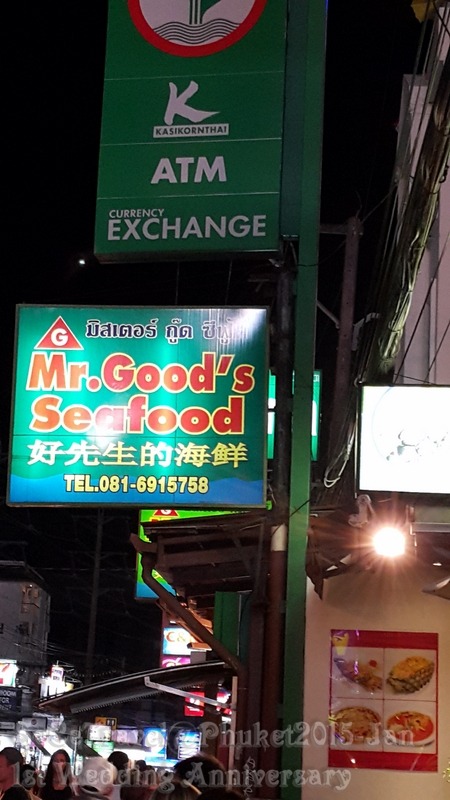 KASIKORNTHAI
ATM
CURRENCY
EXCHANGE
G
มิสเตอร์ กู๊ด ซีฟู้ด
Mr.Good's
Seafood
好先生的海鲜
TEL.081-6915758
Travel@Phuket2015 Jan
1st Wedding Anniversary